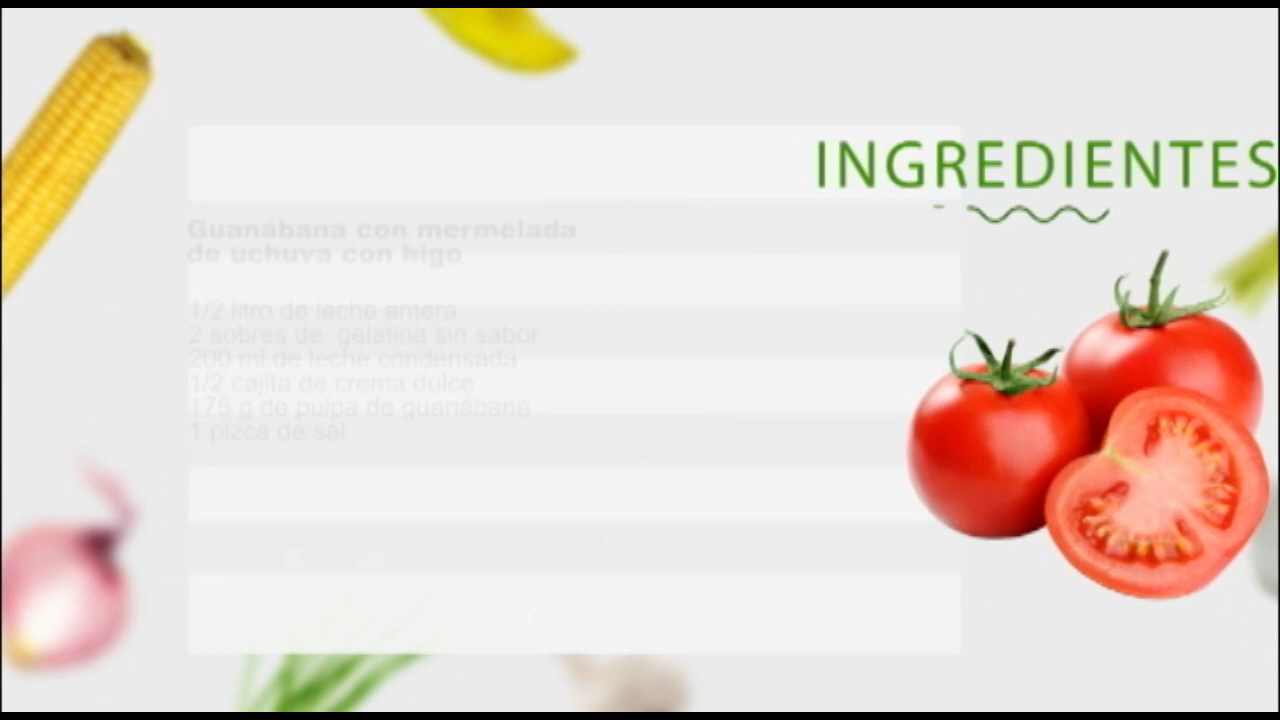 INGREDIENTES
Guanábana con mermelada
de uchuva con higo
1/2 litro de leche entera
2 sobres de gelatina sin sabor
200 ml de leche condensada
1/2 cajita de crema dulce
175 g de pulpa de guanábana
1 pizca de sal